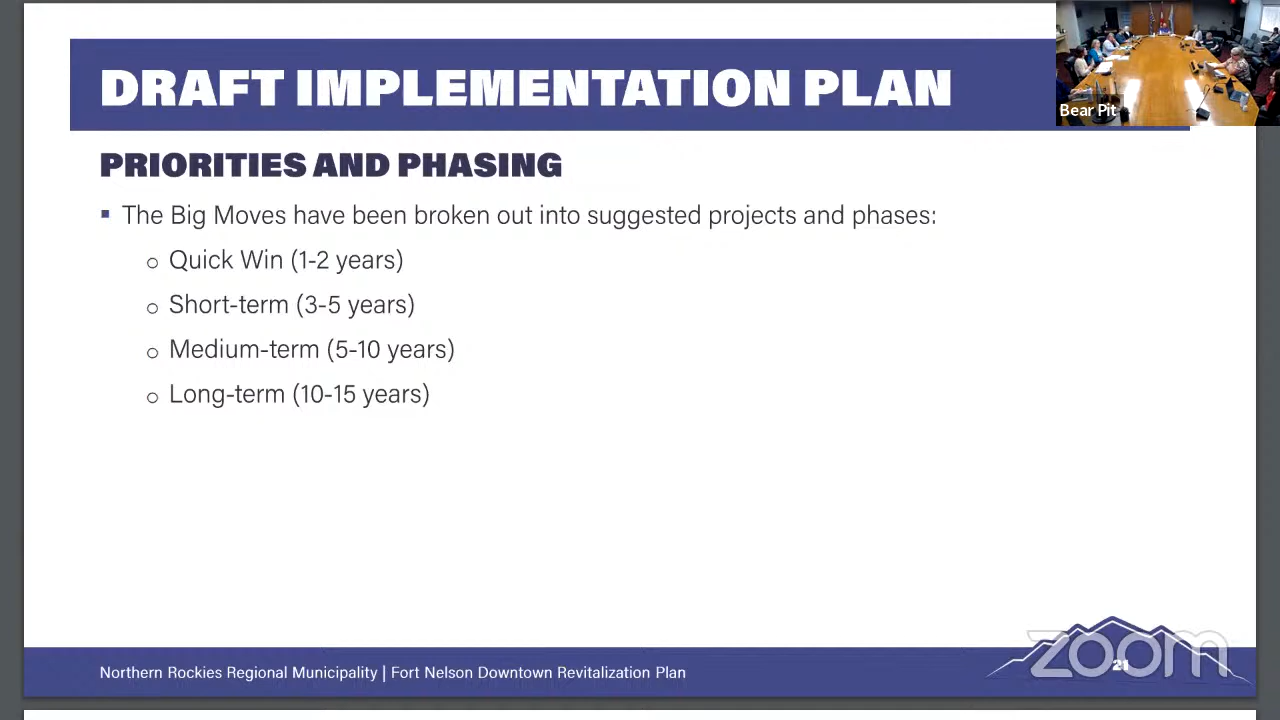 DRAFT IMPLEMENTATION PLAN
Bear Pit
PRIORITIES AND PHASING
▪ The Big Moves have been broken out into suggested projects and phases:
o Quick Win (1-2 years)
o Short-term (3-5 years)
o Medium-term (5-10 years)
o Long-term (10-15 years)
Northern Rockies Regional Municipality | Fort Nelson Downtown Revitalization Plan
21
zoom